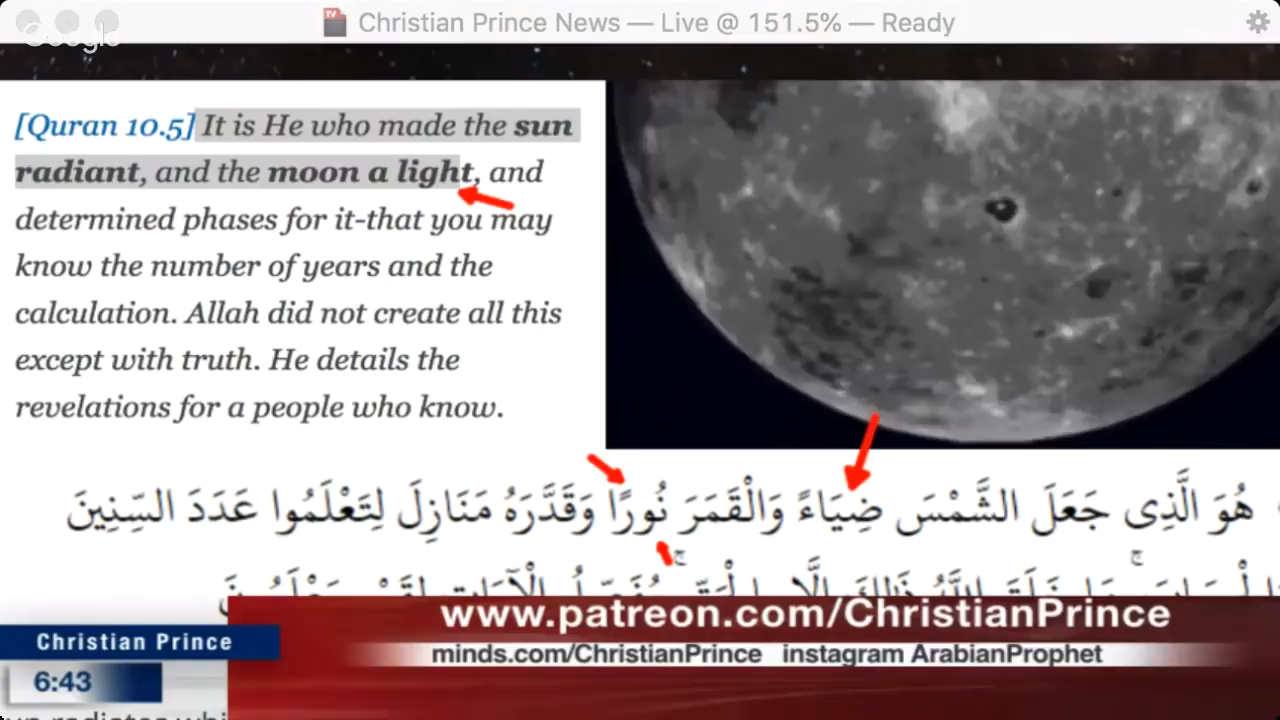 Christian Prince News — Live @ 151.5% — Ready
Google
[Quran 10.5] It is He who made the sun
radiant, and the moon a light, and
determined phases for it-that you may
know the number of years and the
calculation. Allah did not create all this
except with truth. He details the
revelations for a people who know.
هُوَ الَّذِى جَعَلَ الشَّمْسَ ضِيَاءً وَالْقَمَرَ نُورًا وَقَدَّرَهُ مَنَازِلَ لِتَعْلَمُوا عَدَدَ السِّنِينَ
www.patreon.com/ChristianPrince
Christian Prince
minds.com/ChristianPrince instagram ArabianProphet
6:43